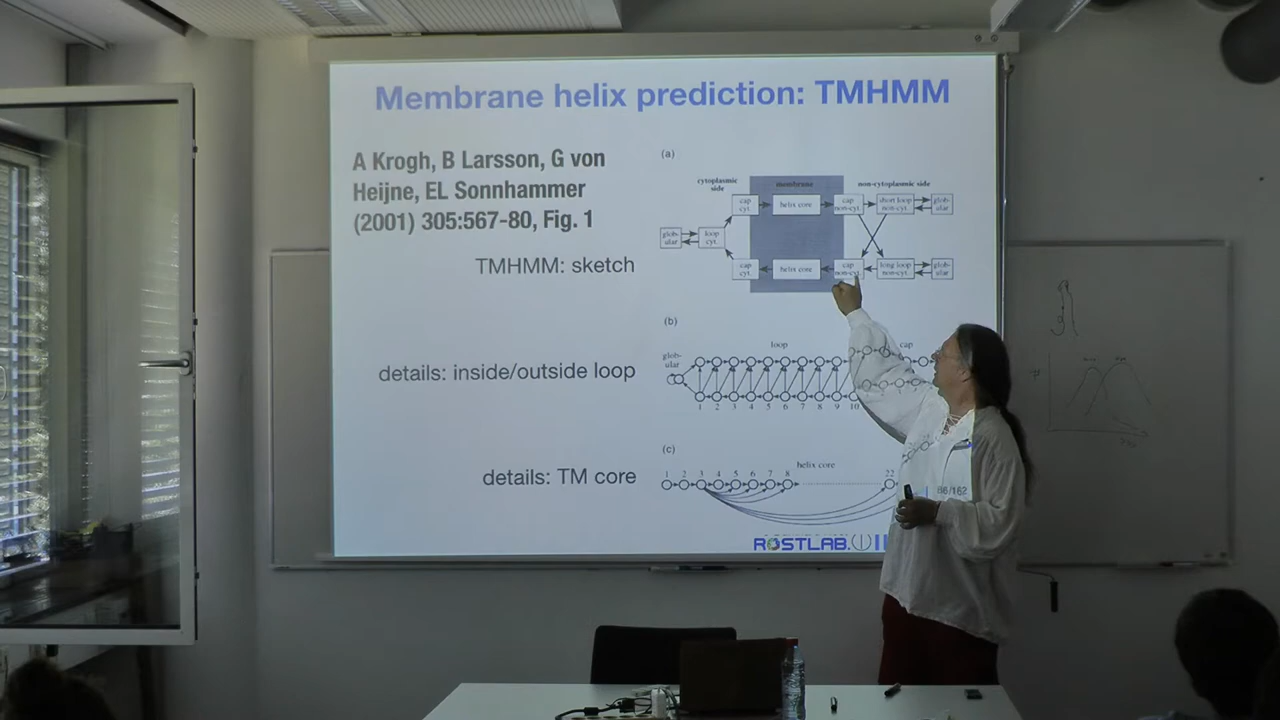 Membrane helix prediction: TMHMM
A Krogh, B Larsson, G von
Heijne, EL Sonnhammer
(2001) 305:567-80, Fig. 1
TMHMM: sketch
(a)
cytoplasmic
side
membrane
non-cytoplasmic side
cap
cyt.
helix core
cap
non-cyt.
short loop
non-cyt.
glob-
ular
glob-
ular
loop
cyt.
cap
cyt.
helix core
cap
non-cyt.
long loop
non-cyt.
glob-
ular
details: inside/outside loop
(b)
loop
cap
glob-
ular
1 2 3 4 5 6 7 8 9 10
details: TM core
(c)
helix core
1 2 3 4 5 6 7 8
22
86/162
ROSTLAB.